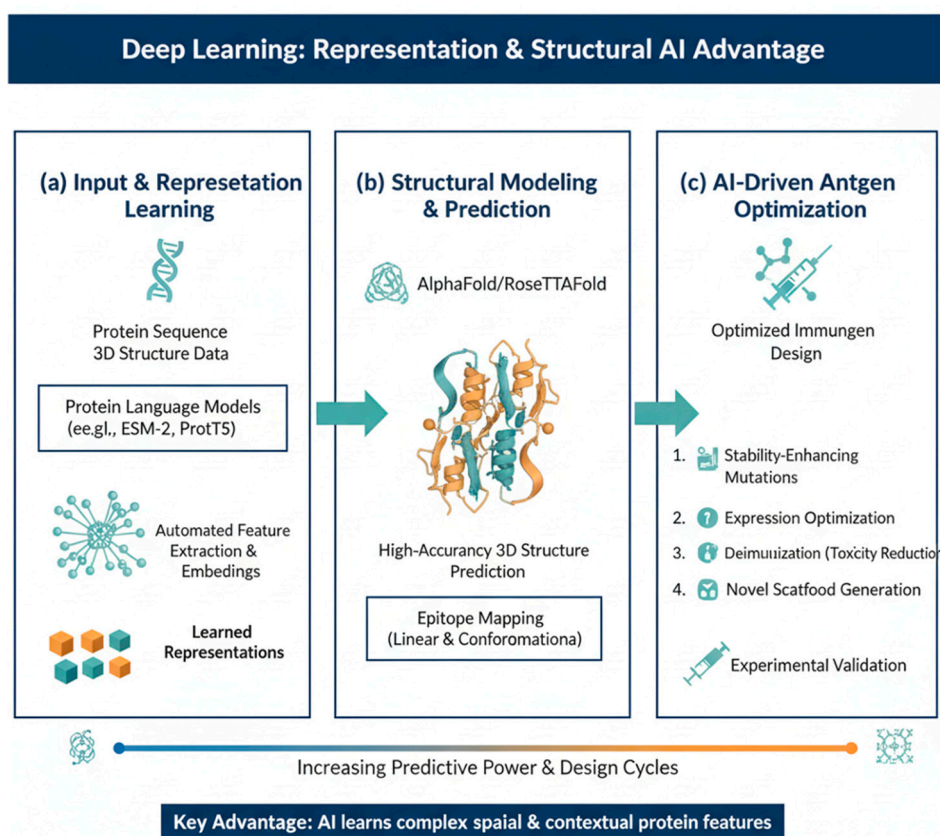 Deep Learning: Representation & Structural AI Advantage
(a) Input & Represetation
Learning
Protein Sequence
3D Structure Data
Protein Language Models
(ee.gl., ESM-2, ProtT5)
Automated Feature
Extraction &
Embedings
Learned
Representations
(b) Structural Modeling
& Prediction
AlphaFold/RoseTTAFold
High-Accurancy 3D Structure
Prediction
Epitope Mapping
(Linear & Conforomationa)
(c) AI-Driven Antgen
Optimization
Optimized Immungen
Design
1. Stability-Enhancing
Mutations
2. ? Expression Optimization
3. Deimuuization (Toxcity Reduction
4. Novel Scatfood Generation
Experimental Validation
Increasing Predictive Power & Design Cycles
Key Advantage: AI learns complex spaial & contextual protein features